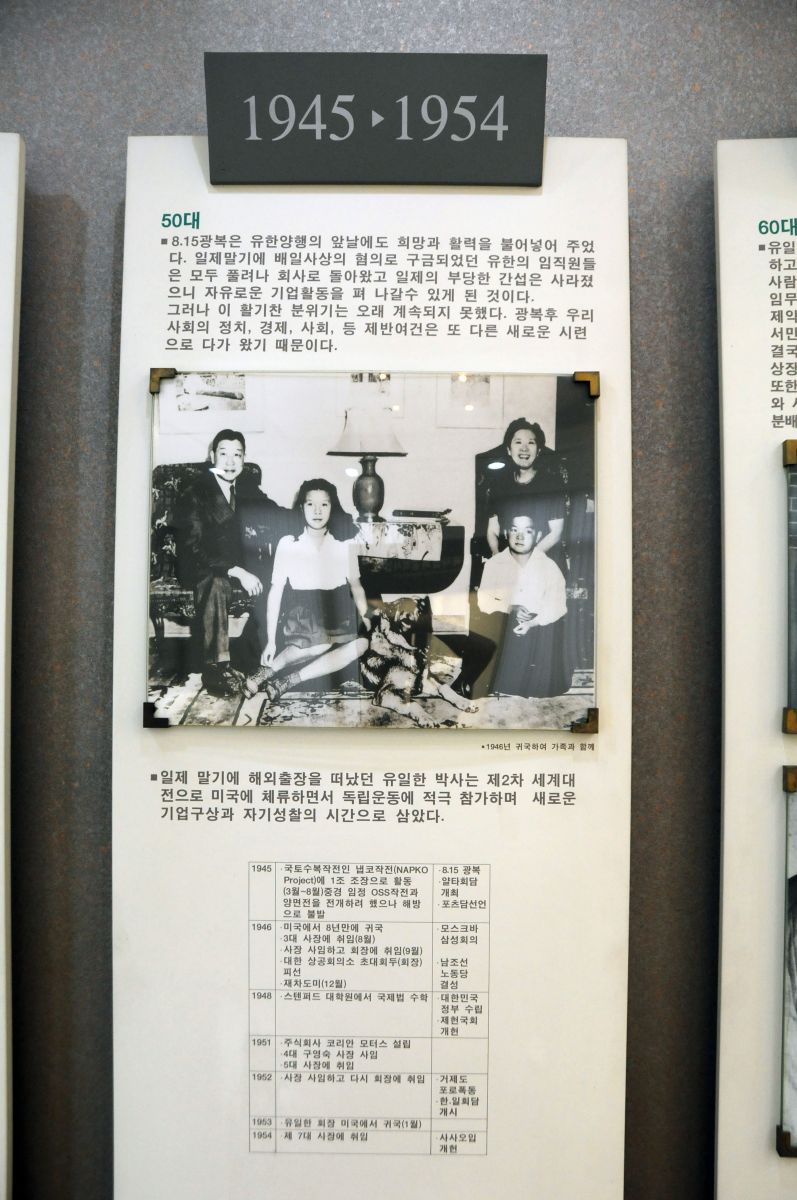 1945 ▸ 1954
50대
▪ 8.15광복은 유한양행의 앞날에도 희망과 활력을 불어넣어 주었
다. 일제말기에 배일사상의 혐의로 구금되었던 유한의 임직원들
은 모두 풀려나 회사로 돌아왔고 일제의 부당한 간섭은 사라졌
으니 자유로운 기업활동을 펴 나갈수 있게 된 것이다.
그러나 이 활기찬 분위기는 오래 계속되지 못했다. 광복후 우리
사회의 정치, 경제, 사회, 등 제반여건은 또 다른 새로운 시련
으로 다가 왔기 때문이다.
▪1946년 귀국하여 가족과 함께
▪일제 말기에 해외출장을 떠났던 유일한 박사는 제2차 세계대
전으로 미국에 체류하면서 독립운동에 적극 참가하며 새로운
기업구상과 자기성찰의 시간으로 삼았다.
1945 ·국토수복작전인 냅코작전(NAPKO ·8.15 광복
Project)에 1조 조장으로 활동 ·얄타회담
(3월~8월)중경 임정 OSS작전과 개최
양면전을 전개하려 했으나 해방 ·포츠담선언
으로 불발
1946 ·미국에서 8년만에 귀국 ·모스크바
·3대 사장에 취임(8월) 삼성회의
·사장 사임하고 회장에 취임(9월)
·대한 상공회의소 초대회두(회장) ·남조선
피선 노동당
·재차도미(12월) 결성
1948 ·스텐퍼드 대학원에서 국제법 수학 ·대한민국
정부 수립
·제헌국회
개헌
1951 ·주식회사 코리안 모터스 설립
·4대 구영숙 사장 사임
·5대 사장에 취임
1952 ·사장 사임하고 다시 회장에 취임 ·거제도
포로폭동
·한.일회담
개시
1953 ·유일한 회장 미국에서 귀국(1월)
1954 ·제 7대 사장에 취임 ·사사오입
개헌
60대
▪유일
하고
사람
임무
제약
서민
결국
상장
또한
와
분배